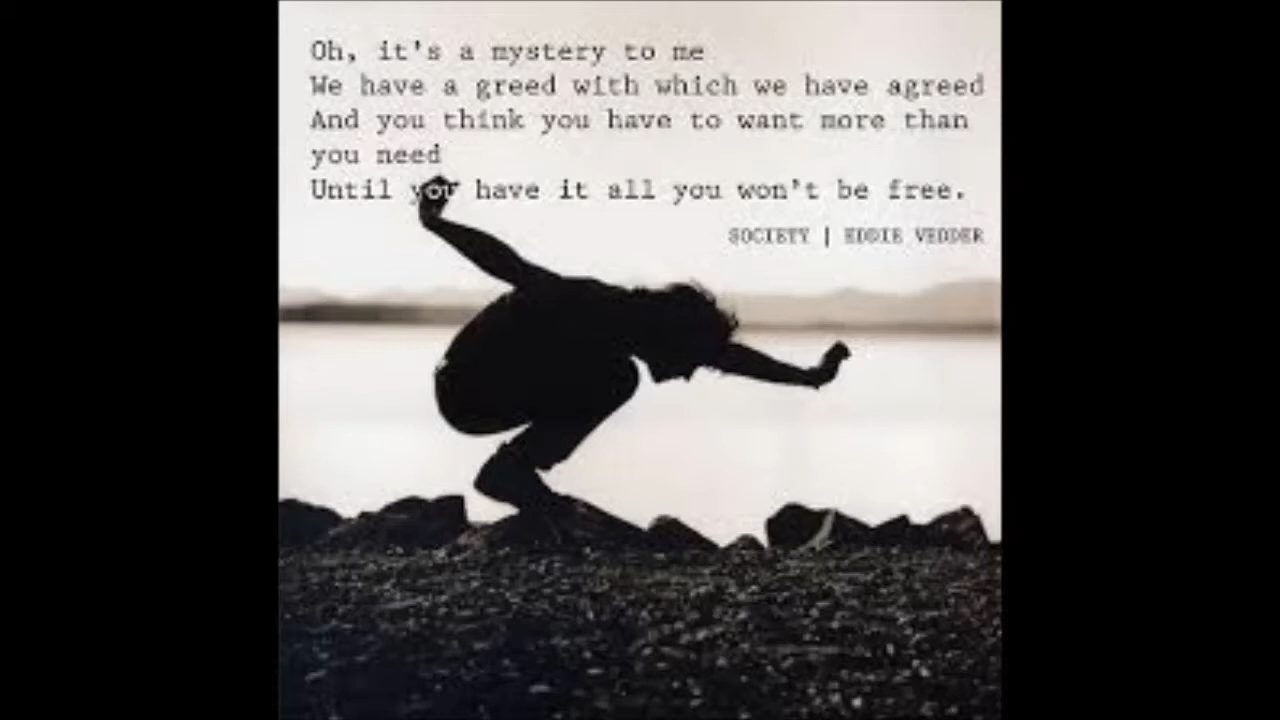 Oh, it's a mystery to me
We have a greed with which we have agreed
And you think you have to want more than
you need
Until you have it all you won't be free.
SOCIETY | EDDIE VEDDER